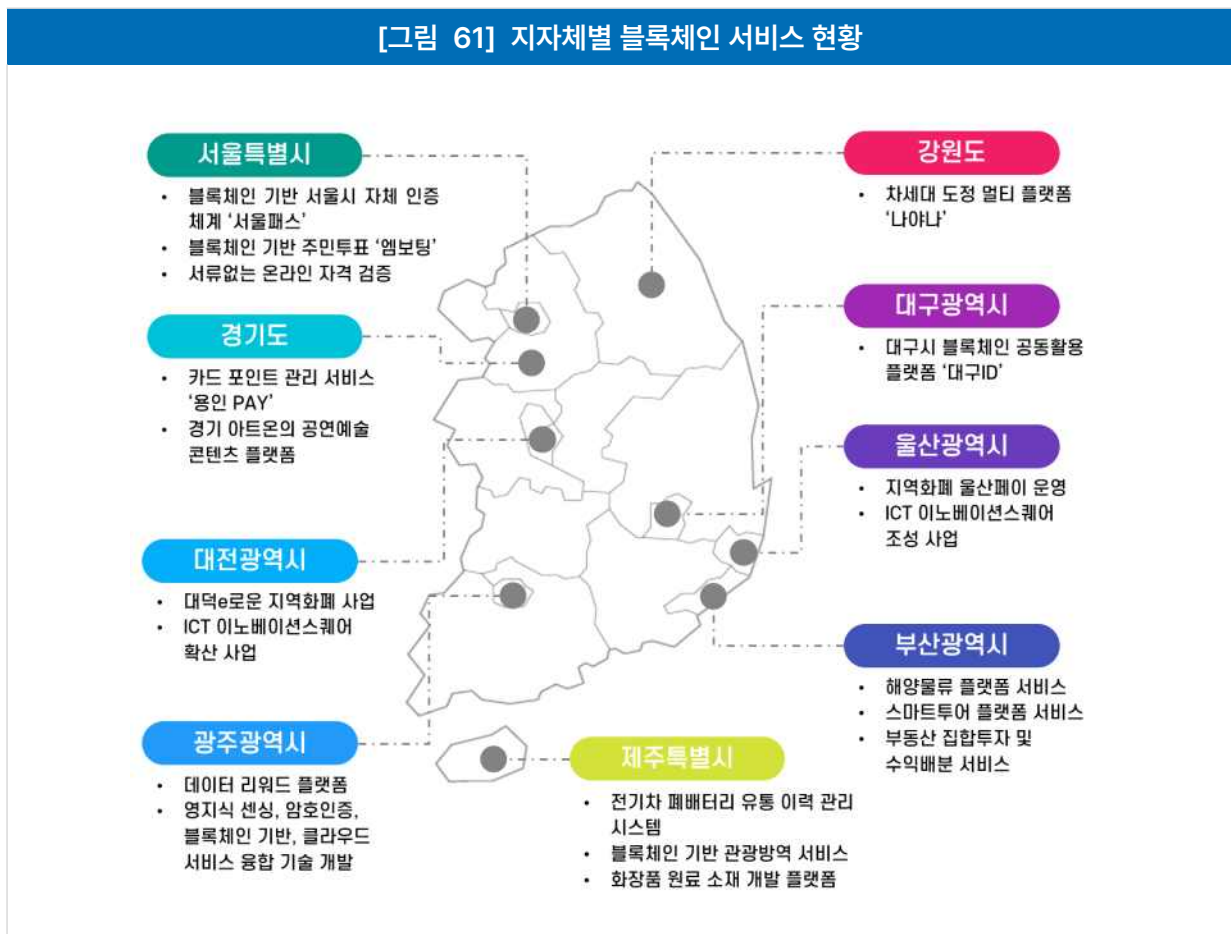 [그림 61] 지자체별 블록체인 서비스 현황
서울특별시
• 블록체인 기반 서울시 자체 인증
체계 ‘서울패스’
• 블록체인 기반 주민투표 ‘엠보팅’
• 서류없는 온라인 자격 검증
경기도
• 카드 포인트 관리 서비스
‘용인 PAY’
• 경기 아트온의 공연예술
콘텐츠 플랫폼
대전광역시
• 대덕e로운 지역화폐 사업
• ICT 이노베이션스퀘어
확산 사업
광주광역시
• 데이터 리워드 플랫폼
• 영지식 센싱, 암호인증,
블록체인 기반, 클라우드
서비스 융합 기술 개발
강원도
• 차세대 도정 멀티 플랫폼
‘나야나’
대구광역시
• 대구시 블록체인 공동활용
플랫폼 ‘대구ID’
울산광역시
• 지역화폐 울산페이 운영
• ICT 이노베이션스퀘어
조성 사업
부산광역시
• 해양물류 플랫폼 서비스
• 스마트투어 플랫폼 서비스
• 부동산 집합투자 및
수익배분 서비스
제주특별시
• 전기차 폐배터리 유통 이력 관리
시스템
• 블록체인 기반 관광방역 서비스
• 화장품 원료 소재 개발 플랫폼